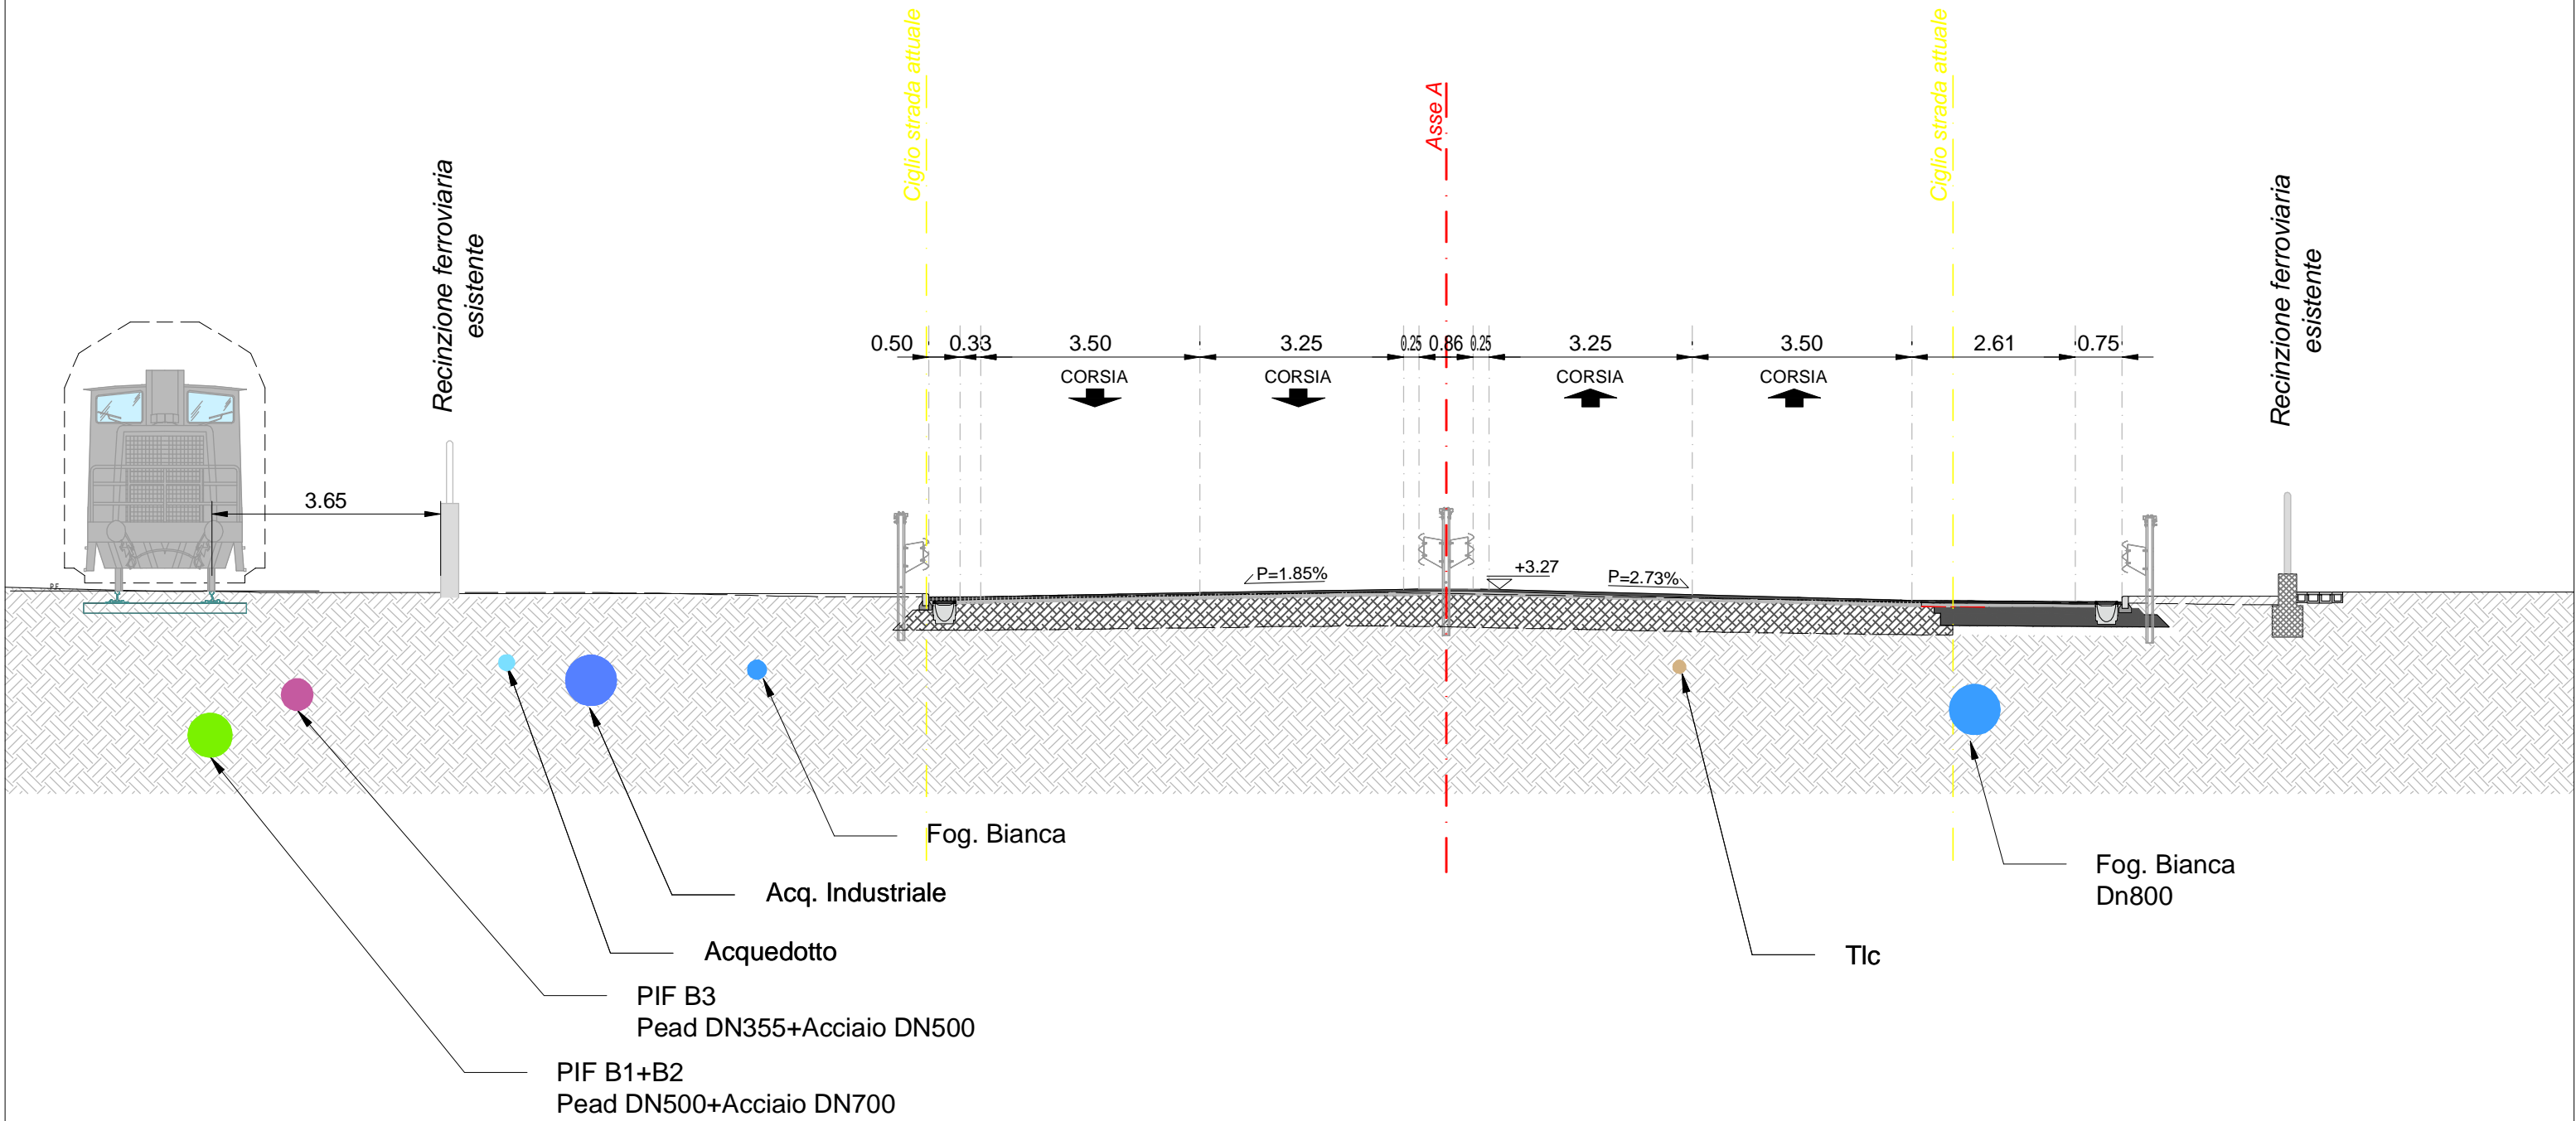 Ciglio strada attuale
Asse A
Ciglio strada attuale
Recinzione ferroviaria
esistente
Recinzione ferroviaria
esistente
0.50 0.33 3.50 3.25 0.25 0.86 0.25 3.25 3.50 2.61 0.75
CORSIA CORSIA CORSIA CORSIA
3.65
P=1.85%
+3.27
P=2.73%
P.F.
Fog. Bianca
Fog. Bianca
Dn800
Acq. Industriale
Acquedotto
Tlc
PIF B3
Pead DN355+Acciaio DN500
PIF B1+B2
Pead DN500+Acciaio DN700